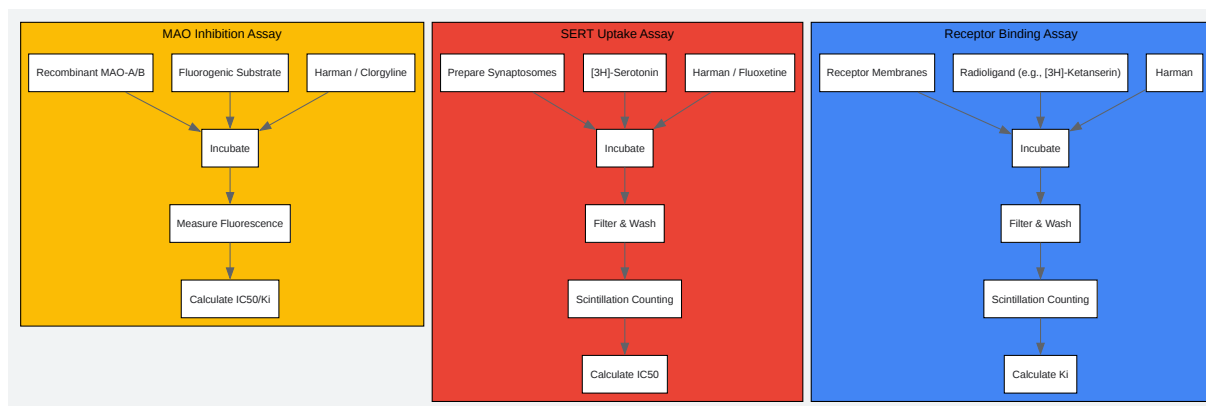 MAO Inhibition Assay
Recombinant MAO-A/B
Fluorogenic Substrate
Harman / Clorgyline
Incubate
Measure Fluorescence
Calculate IC50/Ki
SERT Uptake Assay
Prepare Synaptosomes
[3H]-Serotonin
Harman / Fluoxetine
Incubate
Filter & Wash
Scintillation Counting
Calculate IC50
Receptor Binding Assay
Receptor Membranes
Radioligand (e.g., [3H]-Ketanserin)
Harman
Incubate
Filter & Wash
Scintillation Counting
Calculate Ki